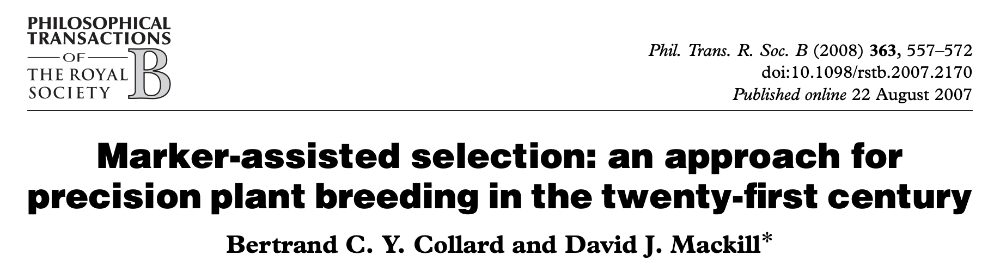 PHILOSOPHICAL
TRANSACTIONS
OF
THE ROYAL
SOCIETY
B
Phil. Trans. R. Soc. B (2008) 363, 557–572
doi:10.1098/rstb.2007.2170
Published online 22 August 2007
Marker-assisted selection: an approach for
precision plant breeding in the twenty-first century
Bertrand C. Y. Collard and David J. Mackill*